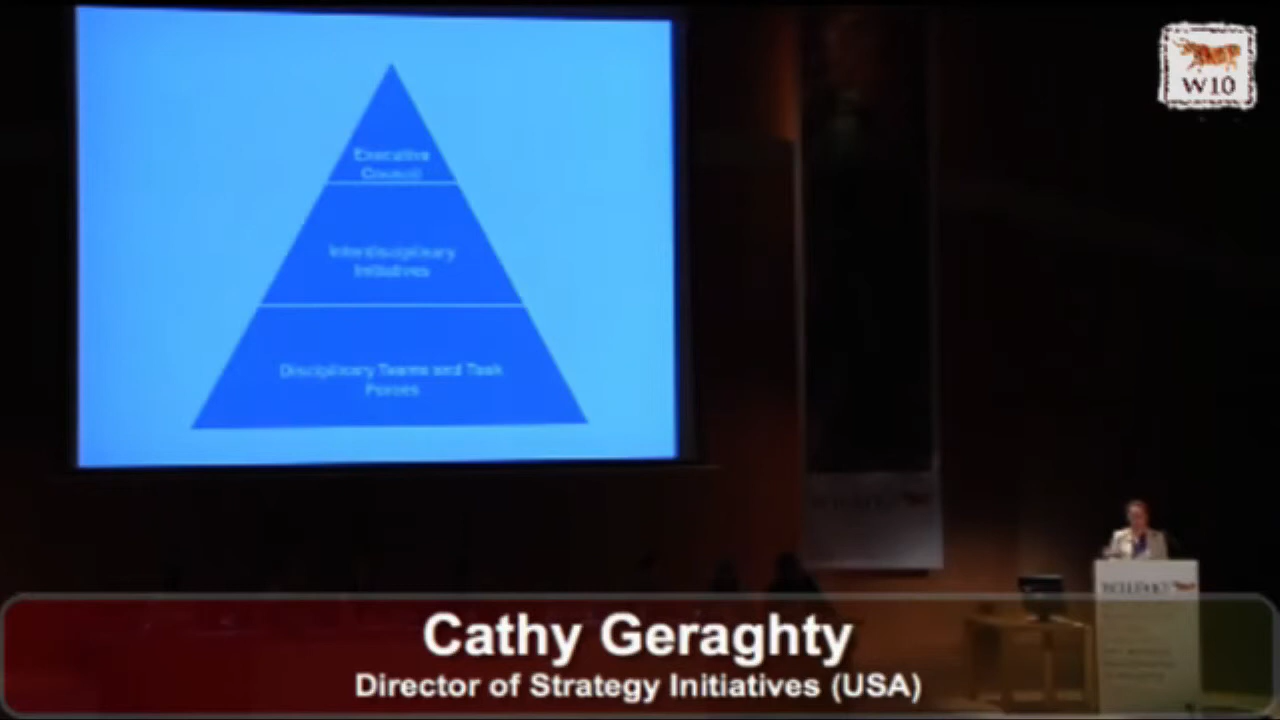 W10
Executive
Council
Interdisciplinary
Initiatives
Disciplinary Teams and Task
Forces
Cathy Geraghty
Director of Strategy Initiatives (USA)